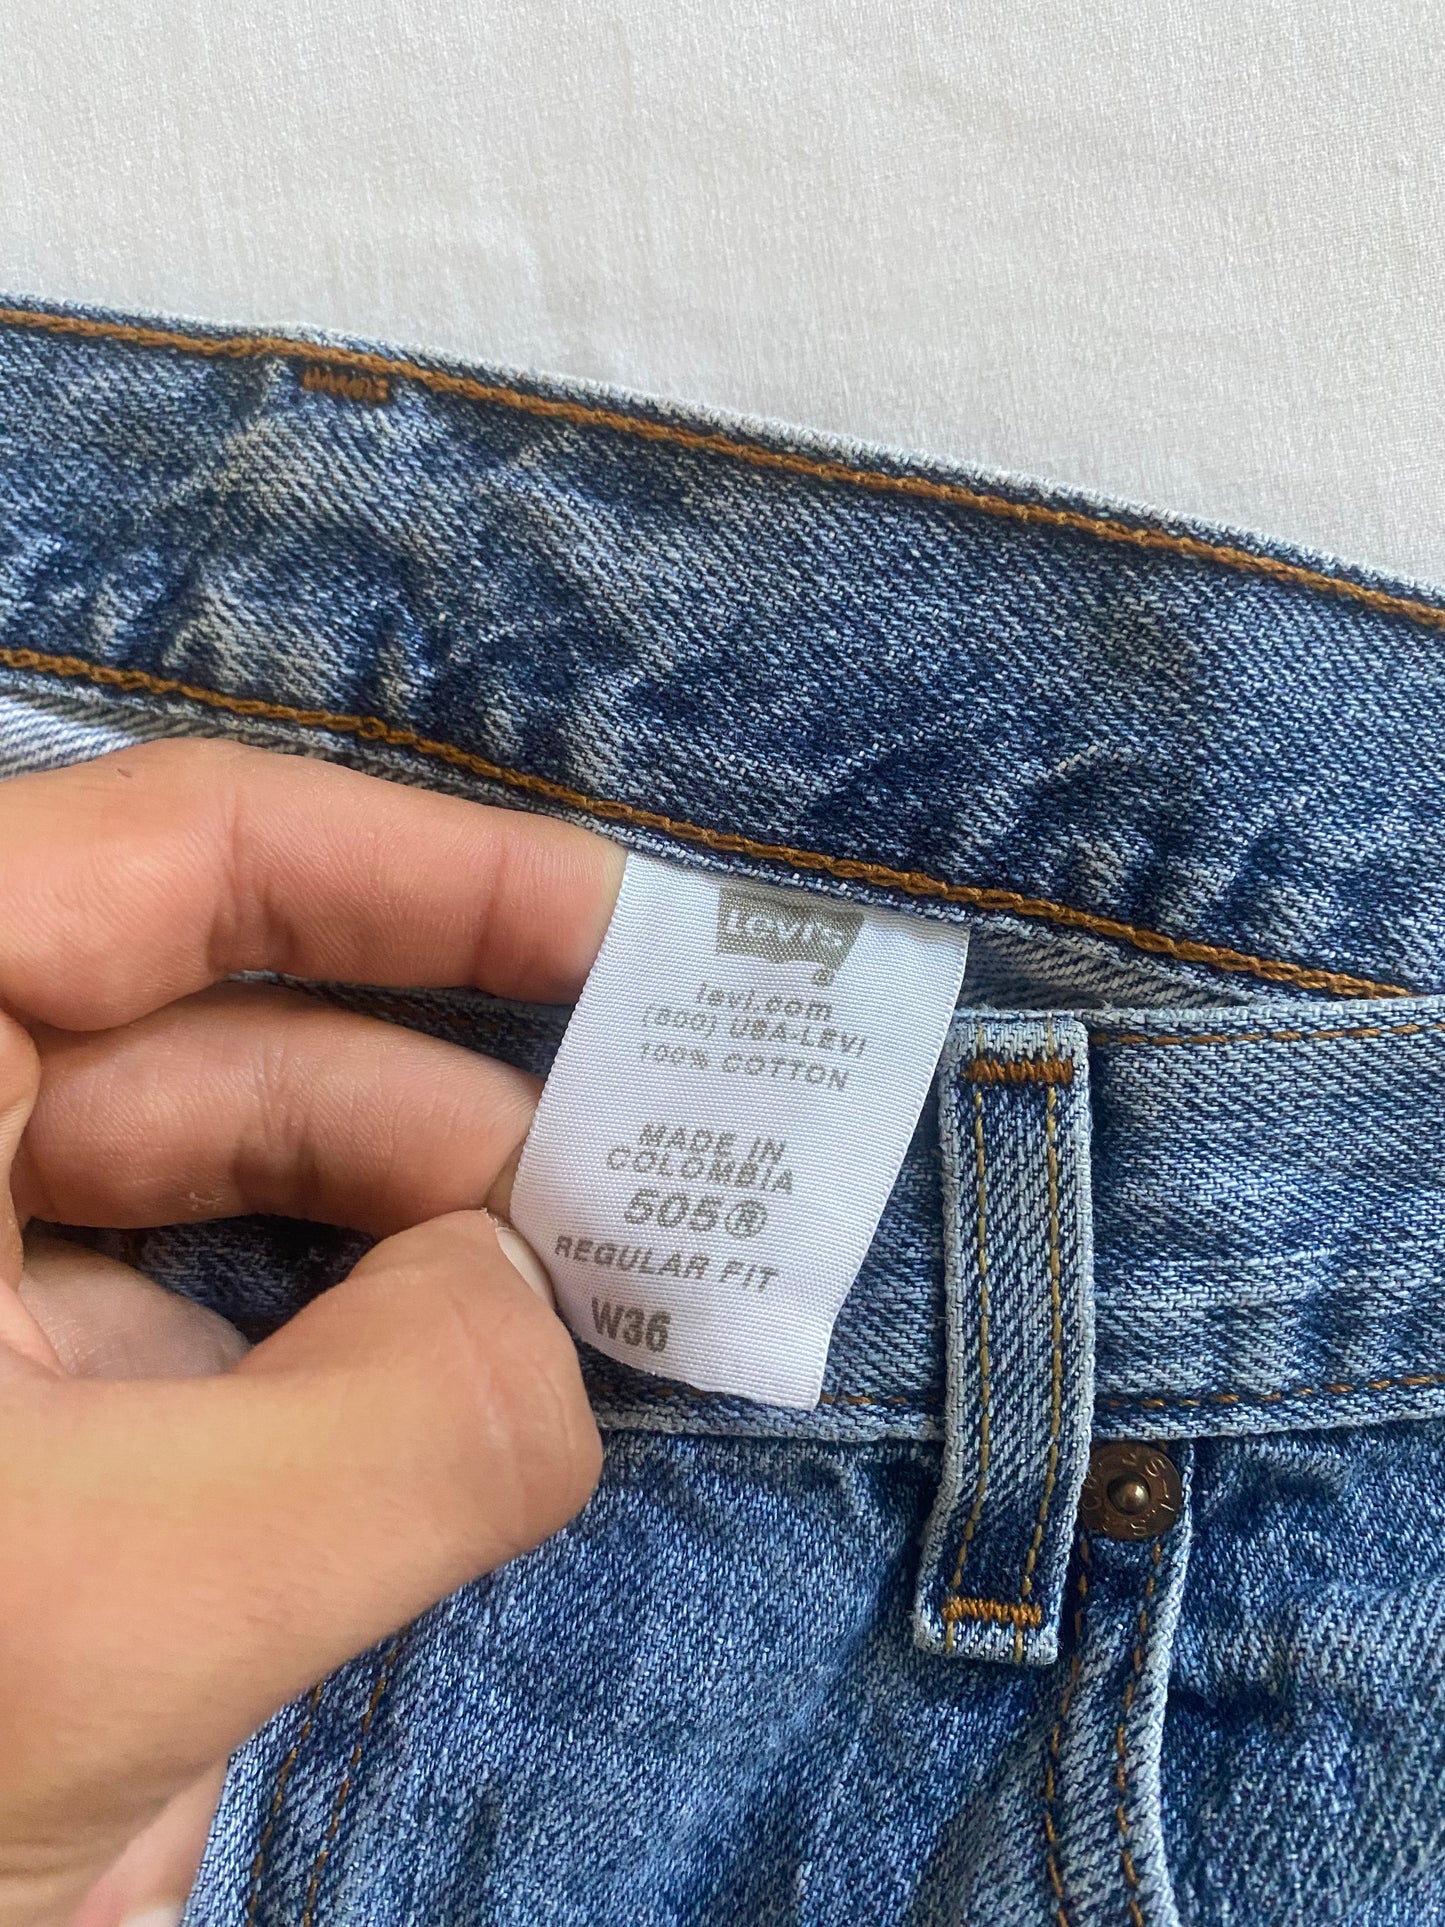 Levi's
®
levi.com
(800) USA-LEVI
100% COTTON
MADE IN
COLOMBIA
505®
REGULAR FIT
W36